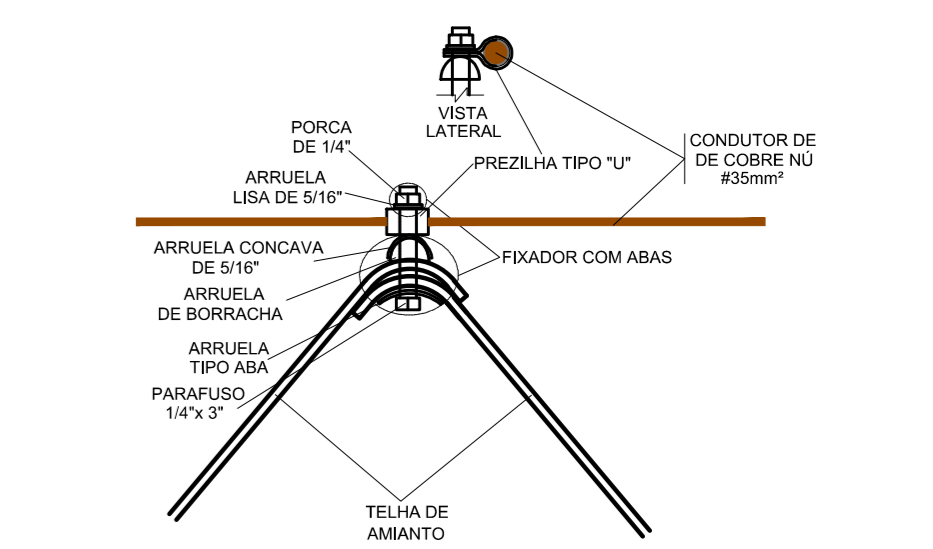 VISTA
LATERAL
PORCA
DE 1/4"
PREZILHA TIPO "U"
CONDUTOR DE
DE COBRE NÚ
#35mm²
ARRUELA
LISA DE 5/16"
ARRUELA CONCAVA
DE 5/16"
FIXADOR COM ABAS
ARRUELA
DE BORRACHA
ARRUELA
TIPO ABA
PARAFUSO
1/4"x 3"
TELHA DE
AMIANTO